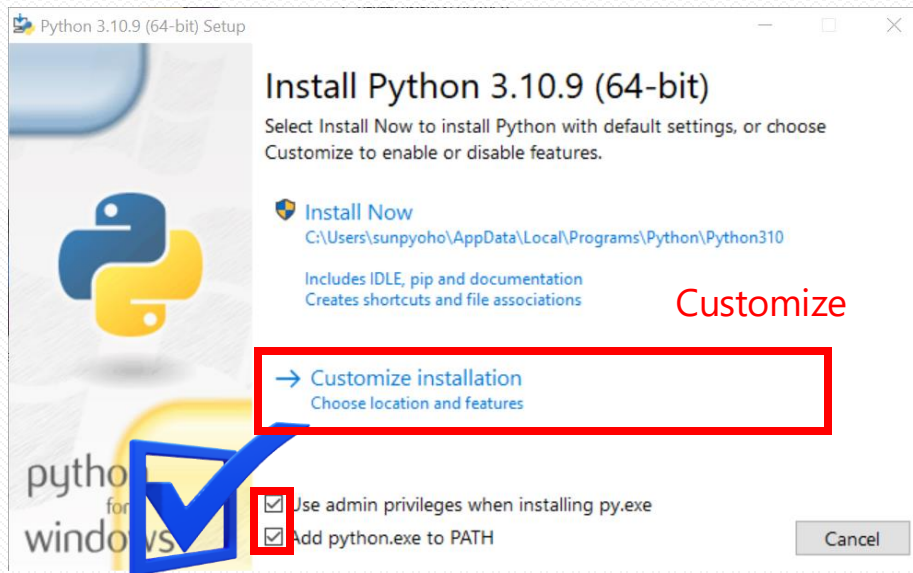 Python 3.10.9 (64-bit) Setup
Install Python 3.10.9 (64-bit)
Select Install Now to install Python with default settings, or choose
Customize to enable or disable features.
Install Now
C:\Users\sunpyoho\AppData\Local\Programs\Python\Python310
Includes IDLE, pip and documentation
Creates shortcuts and file associations
Customize
Customize installation
Choose location and features
python
for
windows
Use admin privileges when installing py.exe
Add python.exe to PATH
Cancel